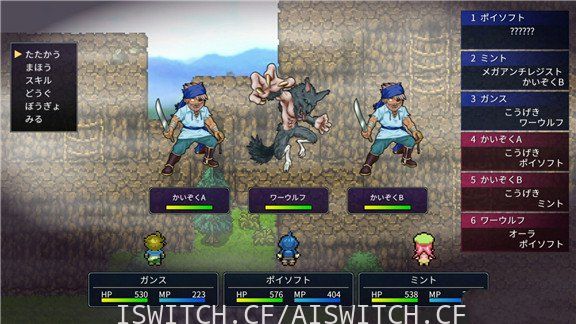 たたかう
まほう
スキル
どうぐ
ぼうぎょ
みる
1 ボイソフト
??????
2 ミント
メガアンチレジスト
かいぞくB
3 ガンス
こうげき
ワーウルフ
4 かいぞくA
こうげき
ボイソフト
5 かいぞくB
こうげき
ミント
6 ワーウルフ
オーラ
ボイソフト
かいぞくA
ワーウルフ
かいぞくB
ガンス
HP 530 MP 223
ボイソフト
HP 576 MP 404
ミント
HP 538 MP
ISWITCH.CF/AISWITCH.CF